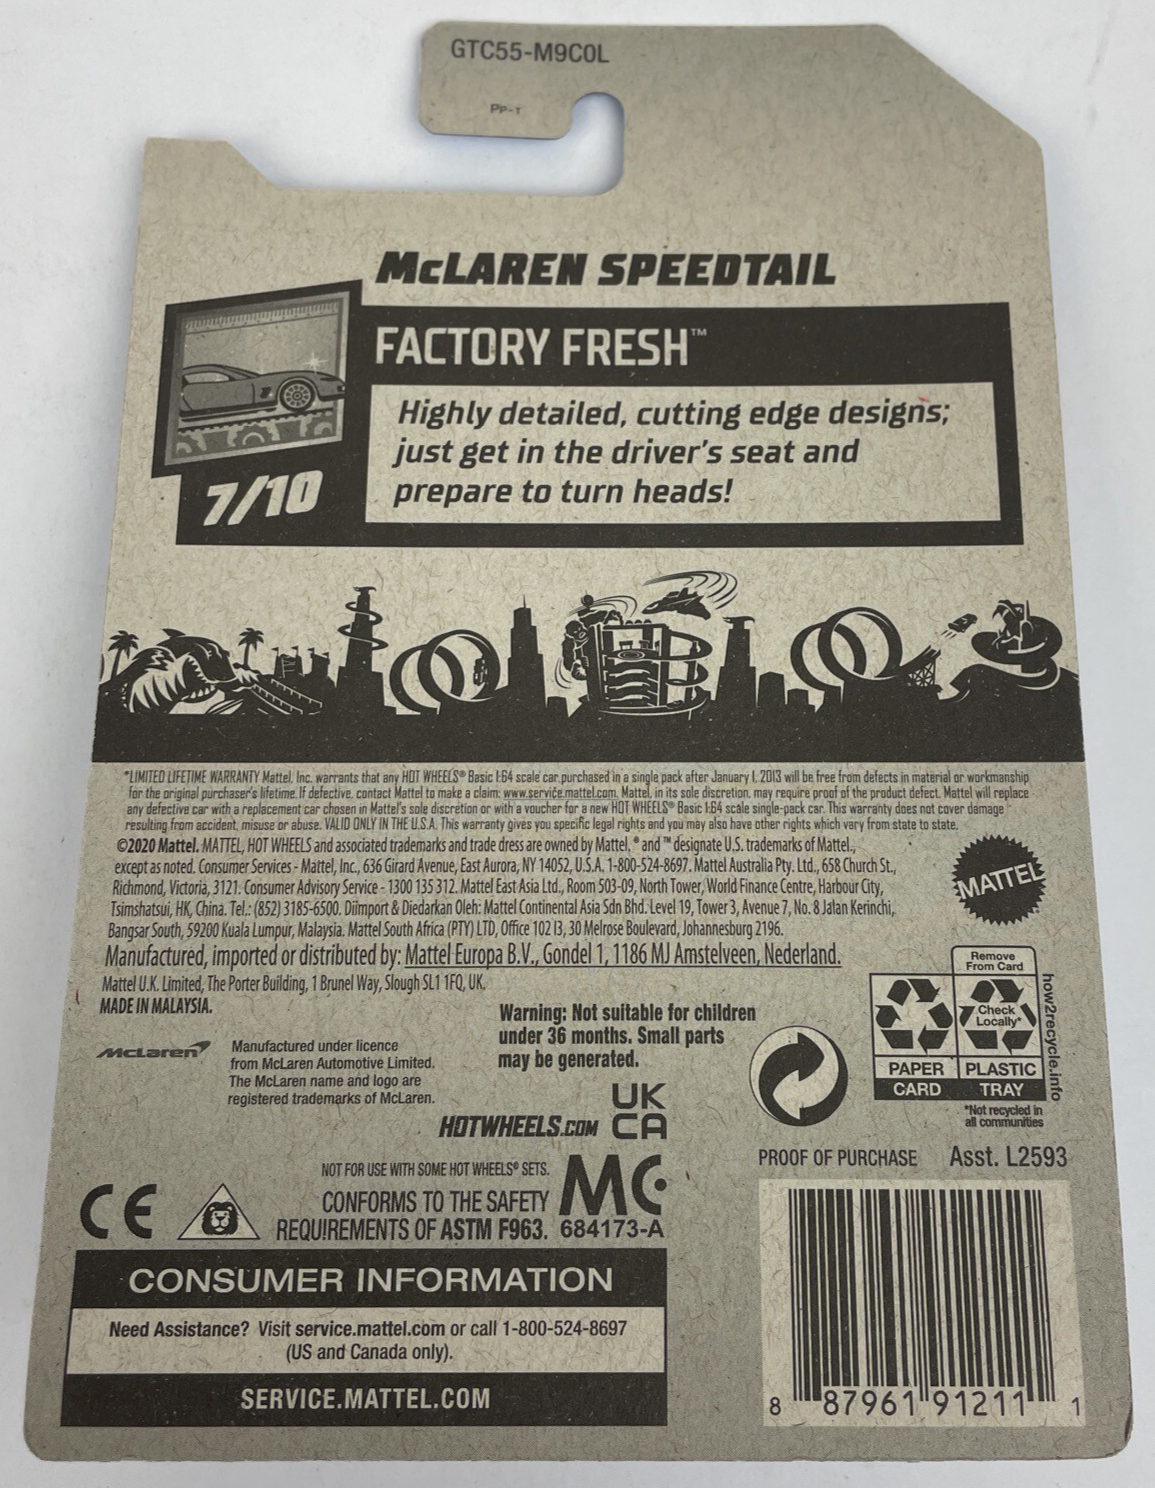 GTC55-M9C0L
PP-T
McLAREN SPEEDTAIL
FACTORY FRESH™
Highly detailed, cutting edge designs;
just get in the driver's seat and
prepare to turn heads!
7/10
*LIMITED LIFETIME WARRANTY Mattel, Inc. warrants that any HOT WHEELS® Basic 1:64 scale car purchased in a single pack after January 1, 2013 will be free from defects in material or workmanship
for the original purchaser's lifetime. If defective, contact Mattel to make a claim: www.service.mattel.com. Mattel, in its sole discretion, may require proof of the product defect. Mattel will replace
any defective car with a replacement car chosen in Mattel's sole discretion or with a voucher for a new HOT WHEELS® Basic 1:64 scale single-pack car. This warranty does not cover damage
resulting from accident, misuse or abuse. VALID ONLY IN THE U.S.A. This warranty gives you specific legal rights and you may also have other rights which vary from state to state.
©2020 Mattel. MATTEL, HOT WHEELS and associated trademarks and trade dress are owned by Mattel. ® and ™ designate U.S. trademarks of Mattel.,
except as noted. Consumer Services - Mattel, Inc., 636 Girard Avenue, East Aurora, NY 14052, U.S.A. 1-800-524-8697. Mattel Australia Pty. Ltd., 658 Church St.,
Richmond, Victoria, 3121. Consumer Advisory Service - 1300 135 312. Mattel East Asia Ltd., Room 503-09, North Tower, World Finance Centre, Harbour City,
Tsimshatsui, HK, China. Tel.: (852) 3185-6500. Diimport & Diedarkan Oleh: Mattel Continental Asia Sdn Bhd. Level 19, Tower 3, Avenue 7, No. 8 Jalan Kerinchi,
Bangsar South, 59200 Kuala Lumpur, Malaysia. Mattel South Africa (PTY) LTD, Office 102 I3, 30 Melrose Boulevard, Johannesburg 2196.
MATTEL
Manufactured, imported or distributed by: Mattel Europa B.V., Gondel 1, 1186 MJ Amstelveen, Nederland.
Mattel U.K. Limited, The Porter Building, 1 Brunel Way, Slough SL1 1FQ, UK.
MADE IN MALAYSIA.
McLaren
Manufactured under licence
from McLaren Automotive Limited.
The McLaren name and logo are
registered trademarks of McLaren.
Warning: Not suitable for children
under 36 months. Small parts
may be generated.
Remove
From Card
Check
Locally*
PAPER
CARD
PLASTIC
TRAY
how2recycle.info
*Not recycled in
all communities
HOTWHEELS.COM
UK
CA
NOT FOR USE WITH SOME HOT WHEELS® SETS.
CE
CONFORMS TO THE SAFETY
REQUIREMENTS OF ASTM F963.
MC
684173-A
PROOF OF PURCHASE
Asst. L2593
CONSUMER INFORMATION
Need Assistance? Visit service.mattel.com or call 1-800-524-8697
(US and Canada only).
SERVICE.MATTEL.COM
8 87961 91211 1